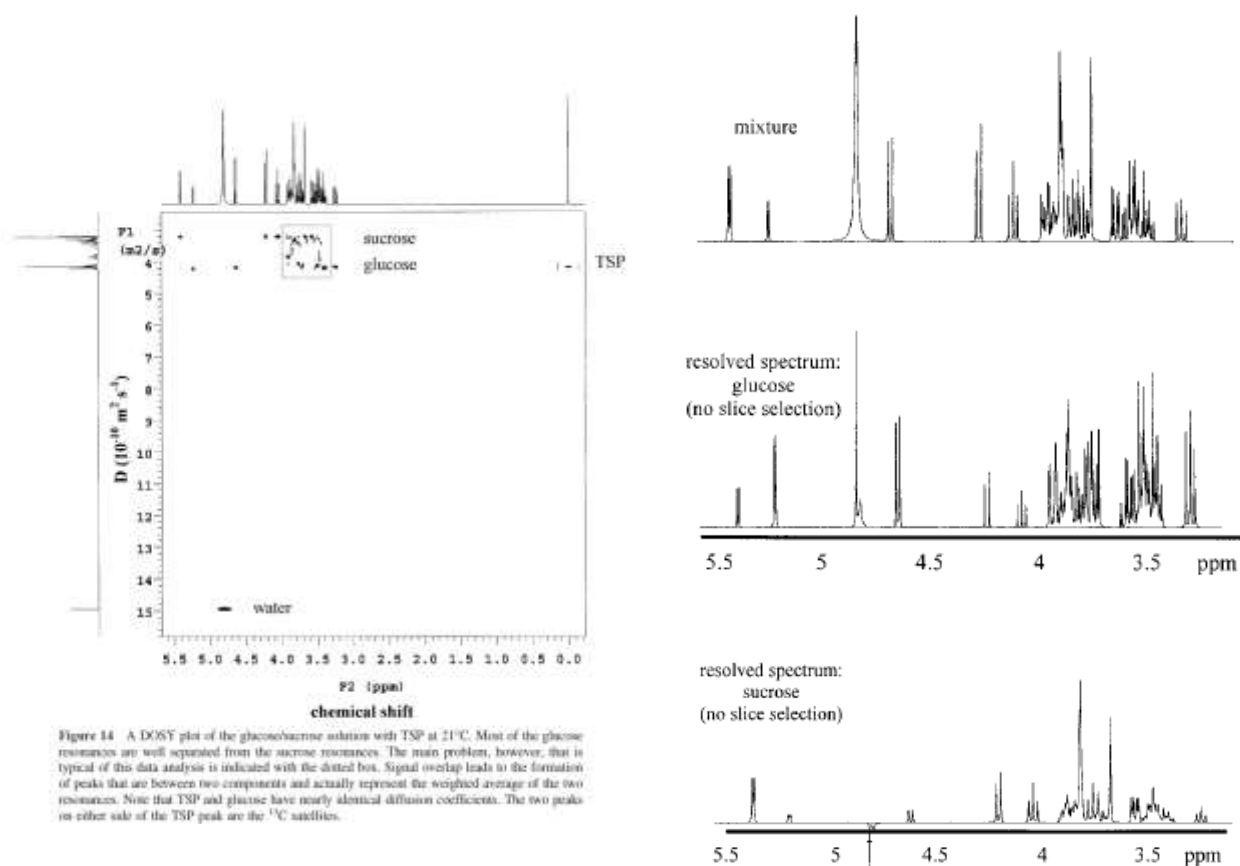 mixture
F1
(m2/s)
sucrose
glucose
TSP
4
5
6
7
8
9
10
11
12
13
14
15
D (10⁻¹⁰ m² s⁻¹)
water
5.5 5.0 4.5 4.0 3.5 3.0 2.5 2.0 1.5 1.0 0.5 0.0
F2 (ppm)
chemical shift
Figure 14 A DOSY plot of the glucose/sucrose solution with TSP at 21°C. Most of the glucose
resonances are well separated from the sucrose resonances. The main problem, however, that is
typical of this data analysis is indicated with the dotted box. Signal overlap leads to the formation
of peaks that are between two components and actually represent the weighted average of the two
resonances. Note that TSP and glucose have nearly identical diffusion coefficients. The two peaks
on either side of the TSP peak are the ¹³C satellites.
resolved spectrum:
glucose
(no slice selection)
5.5 5 4.5 4 3.5 ppm
resolved spectrum:
sucrose
(no slice selection)
5.5 5 4.5 4 3.5 ppm